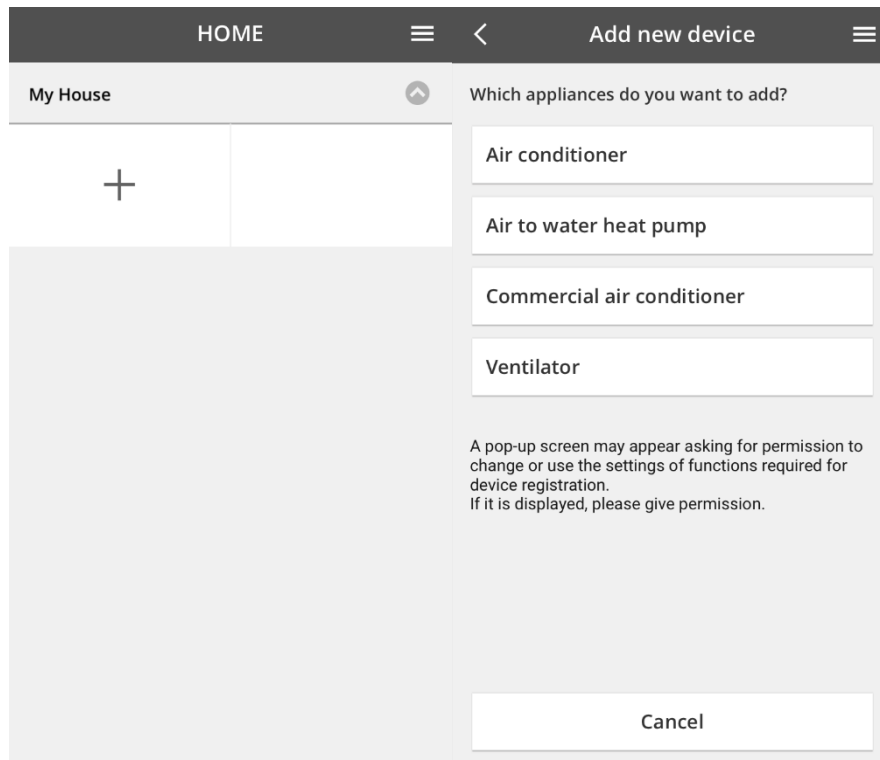 HOME
My House
Add new device
Which appliances do you want to add?
Air conditioner
Air to water heat pump
Commercial air conditioner
Ventilator
A pop-up screen may appear asking for permission to
change or use the settings of functions required for
device registration.
If it is displayed, please give permission.
Cancel